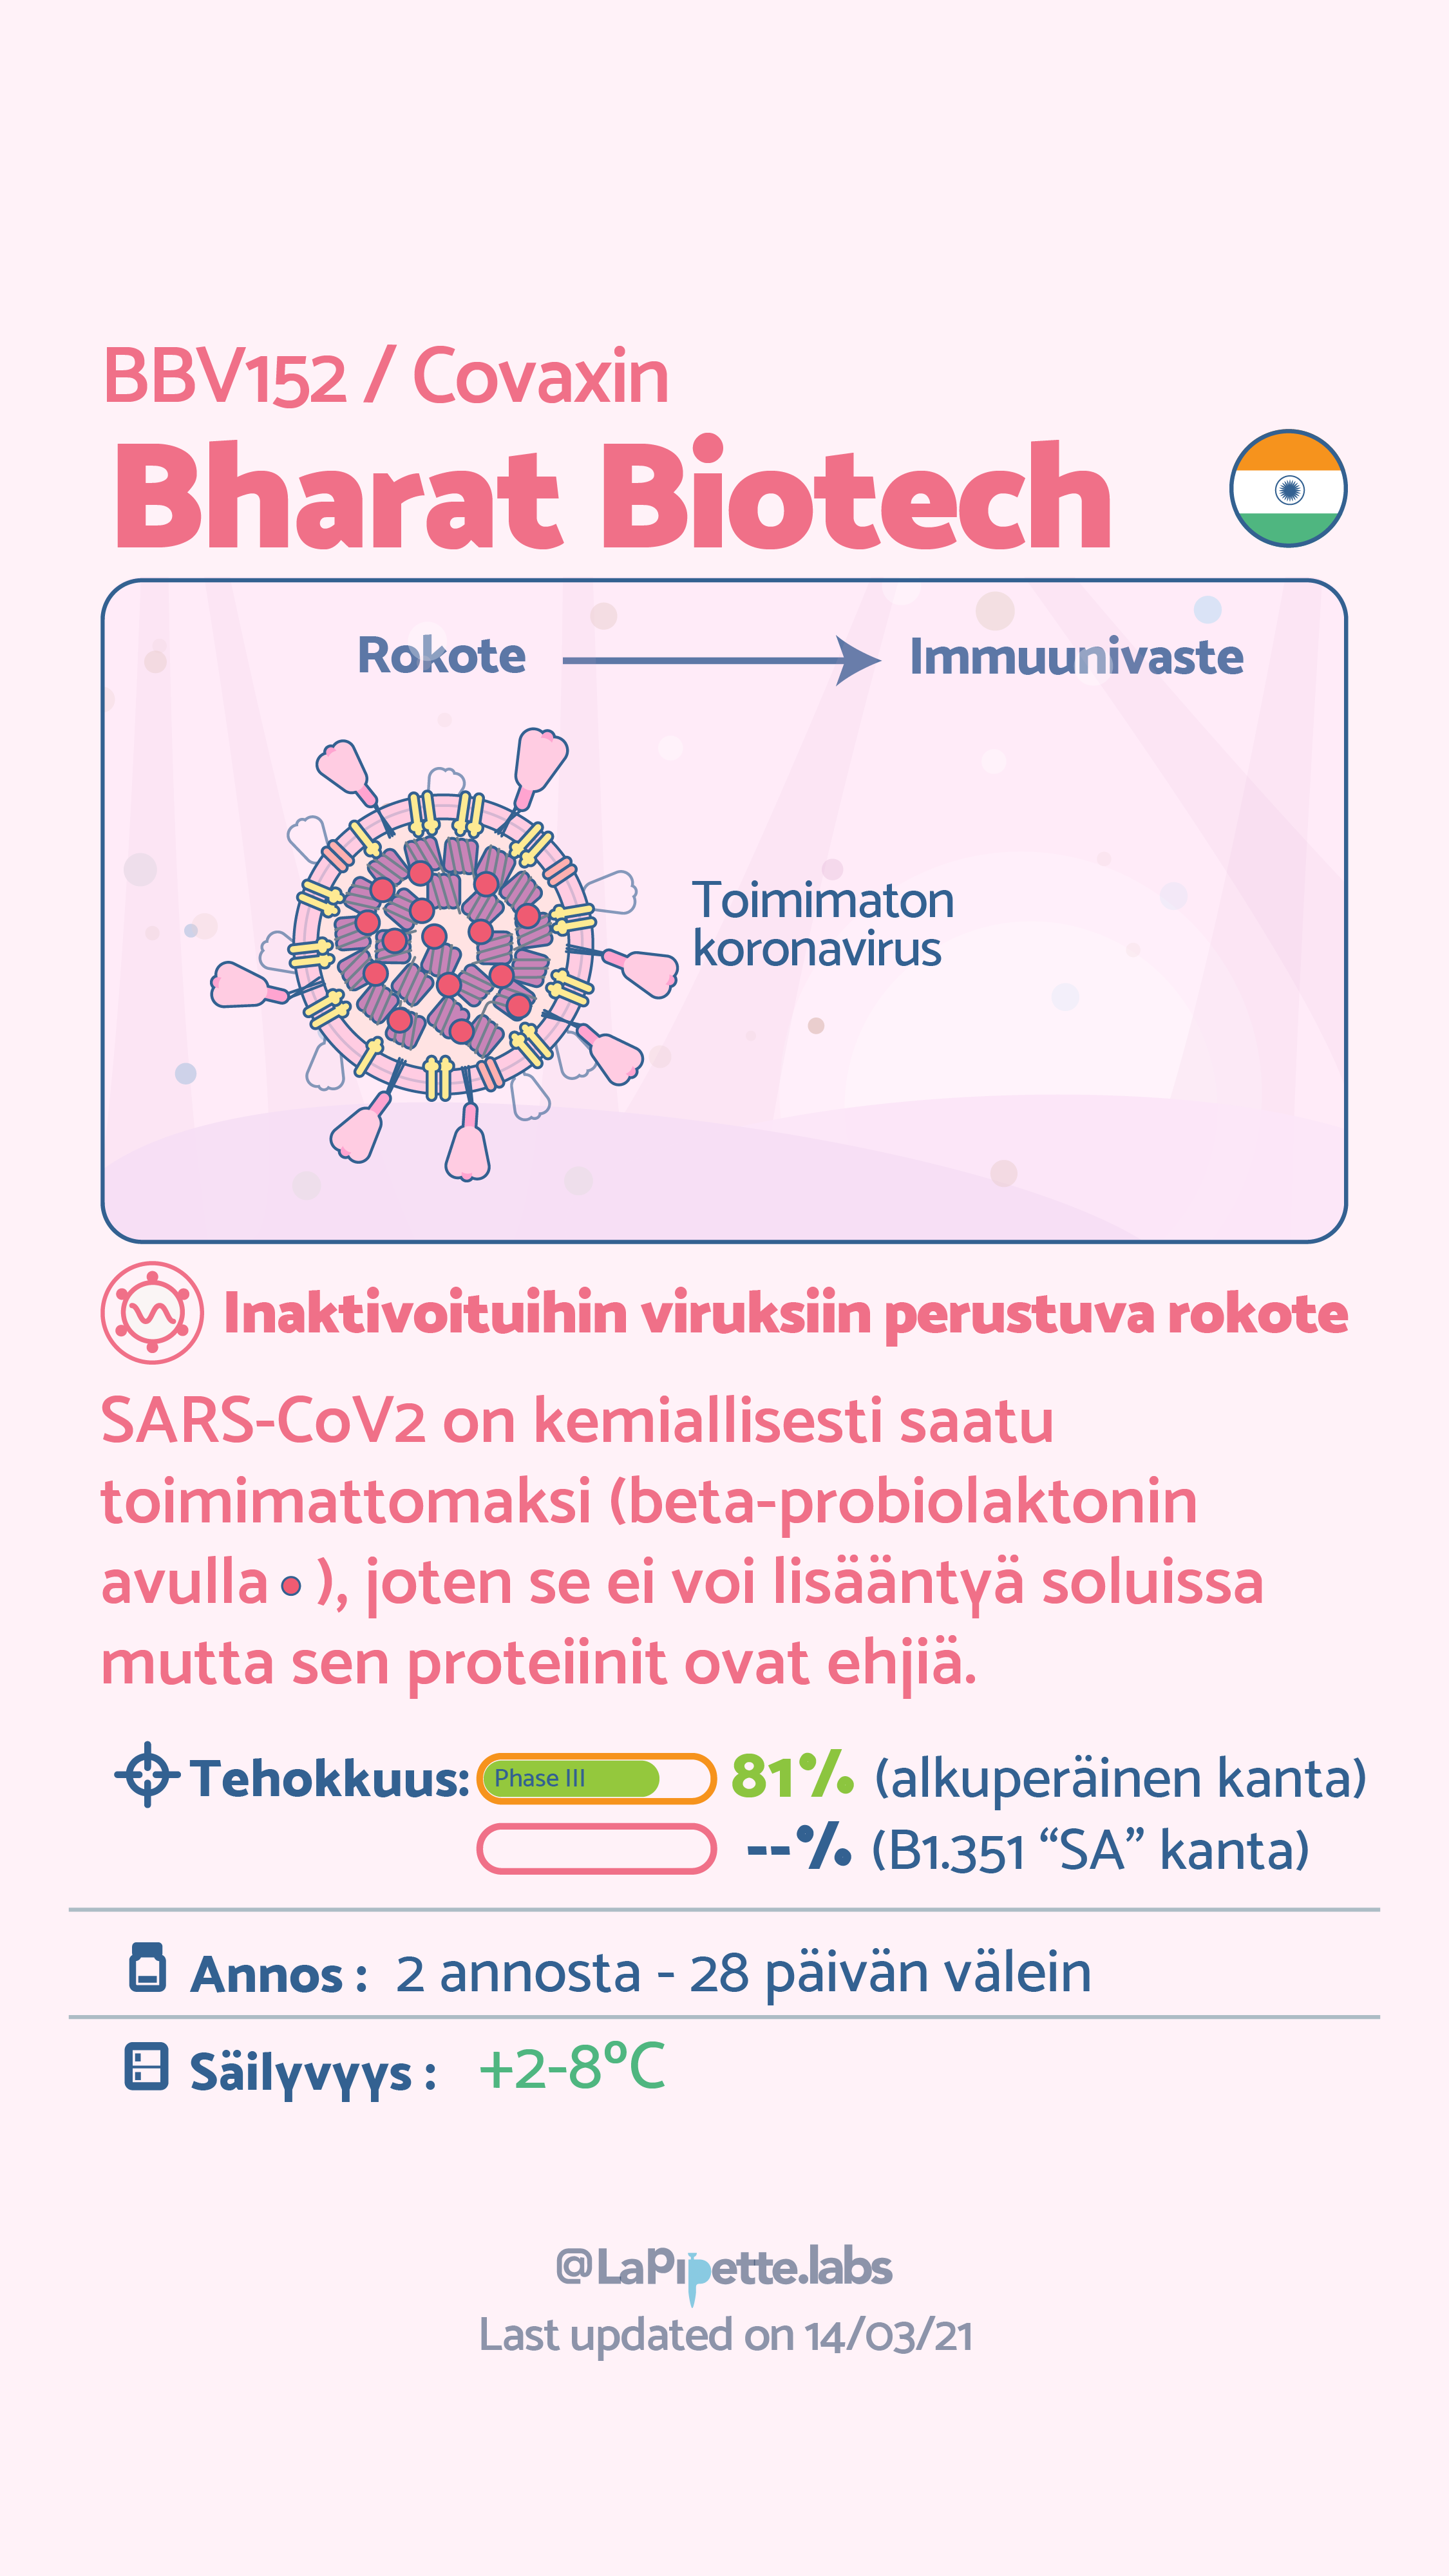 BBV152 / Covaxin
Bharat Biotech
Rokote
Immuunivaste
Toimimaton
koronavirus
Inaktivoituihin viruksiin perustuva rokote
SARS-CoV2 on kemiallisesti saatu
toimimattomaksi (beta-probiolaktonin
avulla ), joten se ei voi lisääntyä soluissa
mutta sen proteiinit ovat ehjiä.
Tehokkuus: Phase III 81% (alkuperäinen kanta)
--% (B1.351 “SA” kanta)
Annos : 2 annosta - 28 päivän välein
Säilyvyys : +2-8ºC
@LaPipette.labs
Last updated on 14/03/21